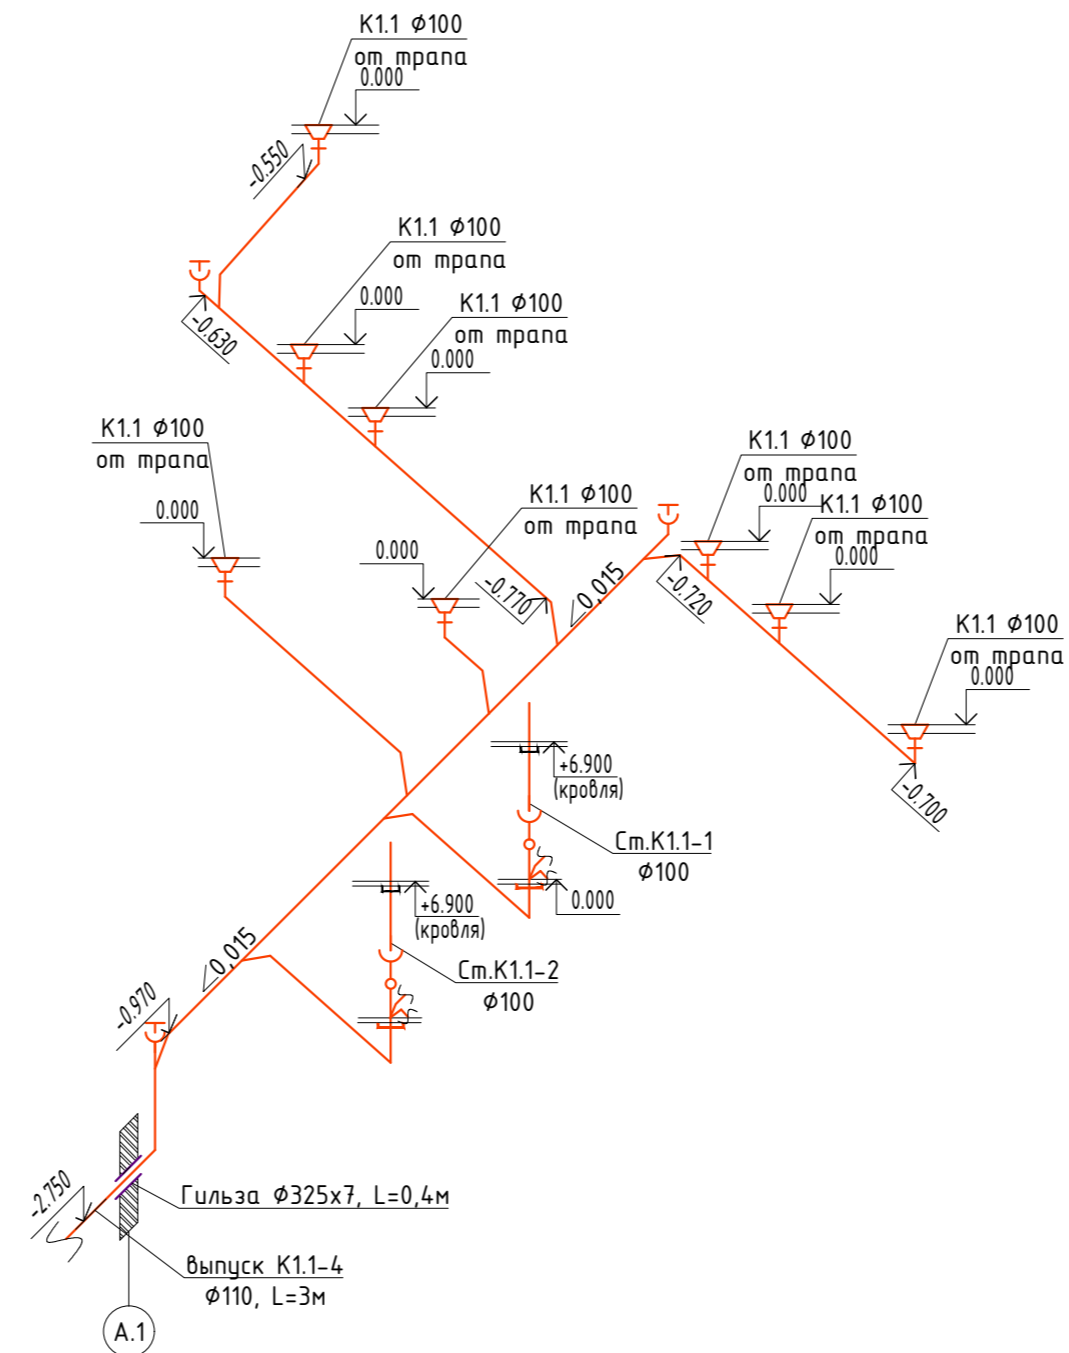 К1.1 Ф100
от трапа
0.000
-0.550
К1.1 Ф100
от трапа
0.000
-0.630
К1.1 Ф100
от трапа
0.000
К1.1 Ф100
от трапа
0.000
К1.1 Ф100
от трапа
0.000
К1.1 Ф100
от трапа
0.000
К1.1 Ф100
от трапа
0.000
-0.770
0,015
-0.720
К1.1 Ф100
от трапа
0.000
-0.700
+6.900
(кровля)
Ст.К1.1-1
Ф100
0.000
+6.900
(кровля)
Ст.К1.1-2
Ф100
0,015
-0.970
-2.750
Гильза Ф325х7, L=0,4м
выпуск К1.1-4
Ф110, L=3м
А.1